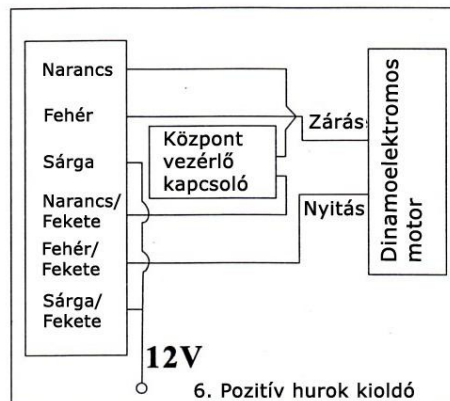 Narancs
Fehér
Sárga
Narancs/
Fekete
Fehér/
Fekete
Sárga/
Fekete
Központ
vezérlő
kapcsoló
Zárás
Nyitás
Dinamoelektromos
motor
12V
6. Pozitív hurok kioldó